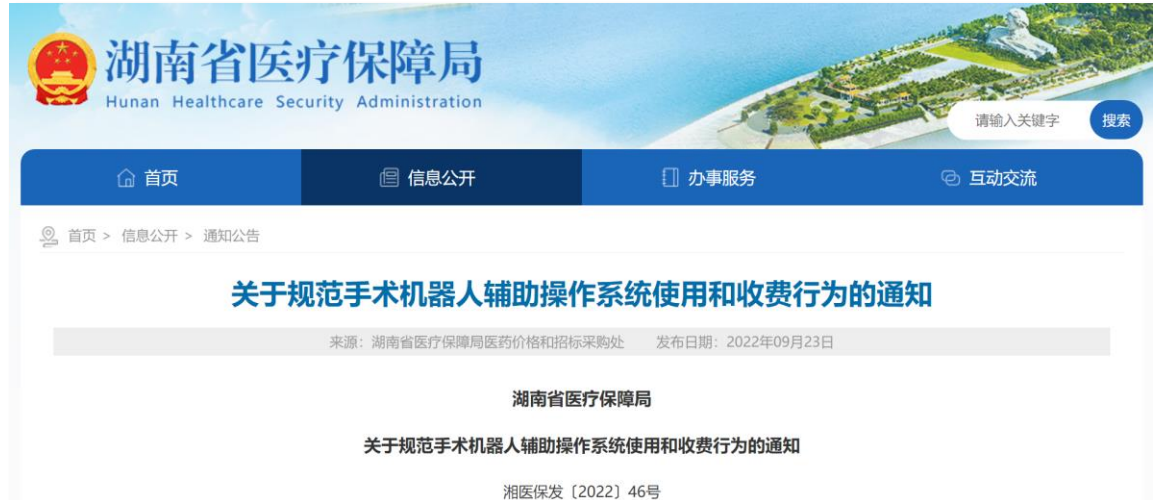 湖南省医疗保障局
Hunan Healthcare Security Administration
请输入关键字 搜索
首页 信息公开 办事服务 互动交流
首页 > 信息公开 > 通知公告
关于规范手术机器人辅助操作系统使用和收费行为的通知
来源：湖南省医疗保障局医药价格和招标采购处 发布日期：2022年09月23日
湖南省医疗保障局
关于规范手术机器人辅助操作系统使用和收费行为的通知
湘医保发〔2022〕46号